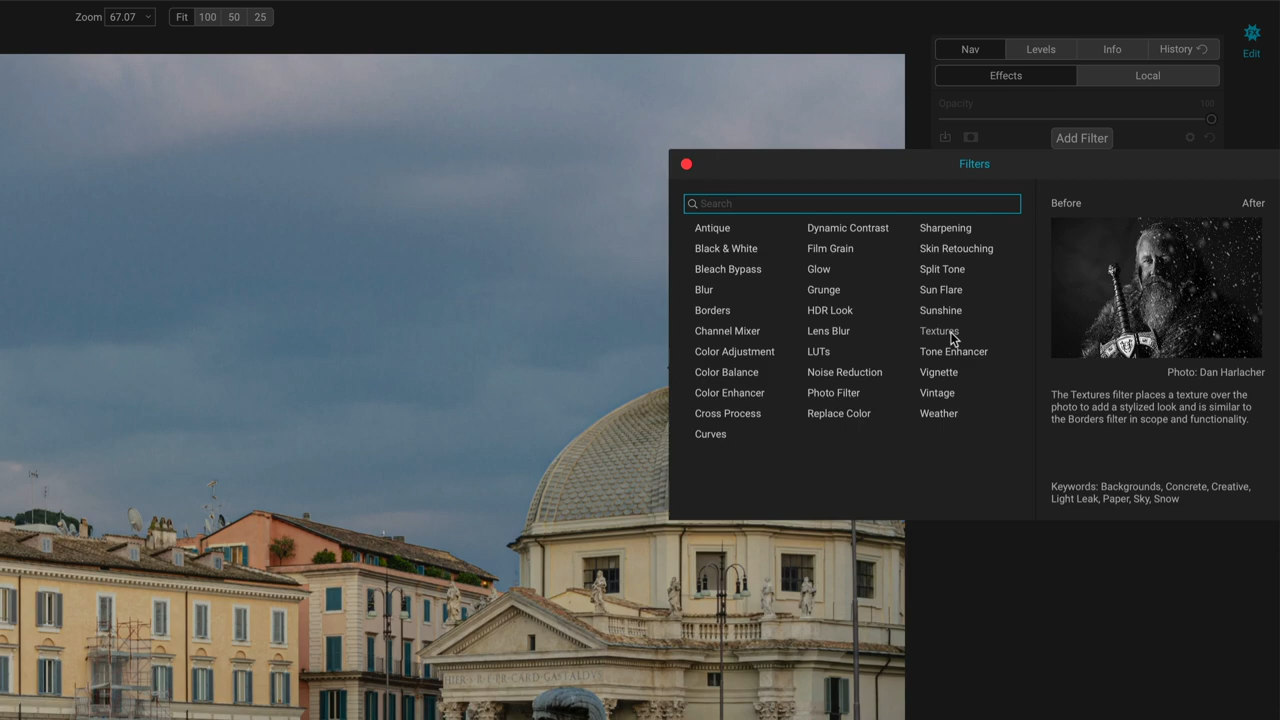 Zoom 67.07 Fit 100 50 25
FX
Edit
Nav Levels Info History
Effects Local
Opacity 100
Add Filter
Filters
Search
Before After
Antique Dynamic Contrast Sharpening
Black & White Film Grain Skin Retouching
Bleach Bypass Glow Split Tone
Blur Grunge Sun Flare
Borders HDR Look Sunshine
Channel Mixer Lens Blur Textures
Color Adjustment LUTs Tone Enhancer
Color Balance Noise Reduction Vignette
Color Enhancer Photo Filter Vintage
Cross Process Replace Color Weather
Curves
Photo: Dan Harlacher
The Textures filter places a texture over the
photo to add a stylized look and is similar to
the Borders filter in scope and functionality.
Keywords: Backgrounds, Concrete, Creative,
Light Leak, Paper, Sky, Snow
CARD GASTALDVS